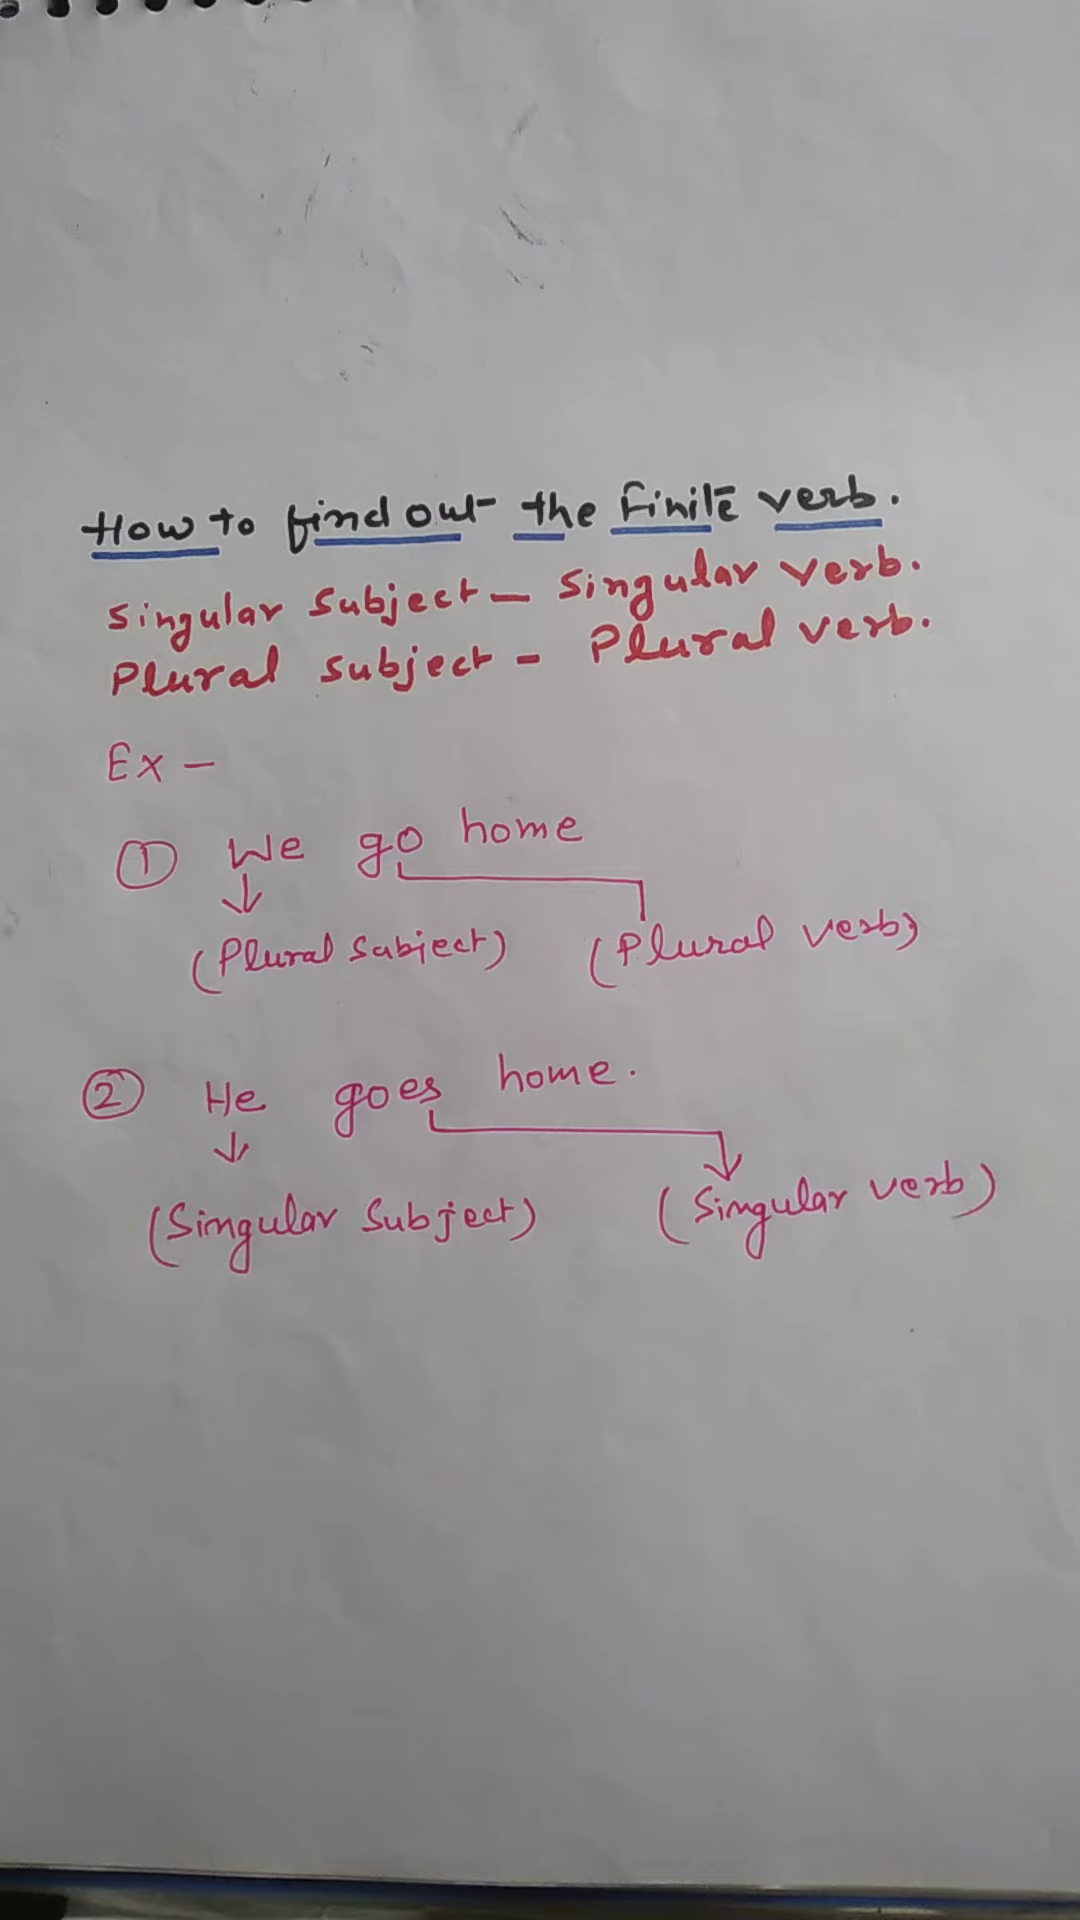 How to find out the Finite verb.
Singular Subject - Singular verb.
Plural subject - Plural verb.
Ex -
① We go home
(Plural Subject) (Plural verb)
② He goes home.
(Singular Subject) (Singular verb)